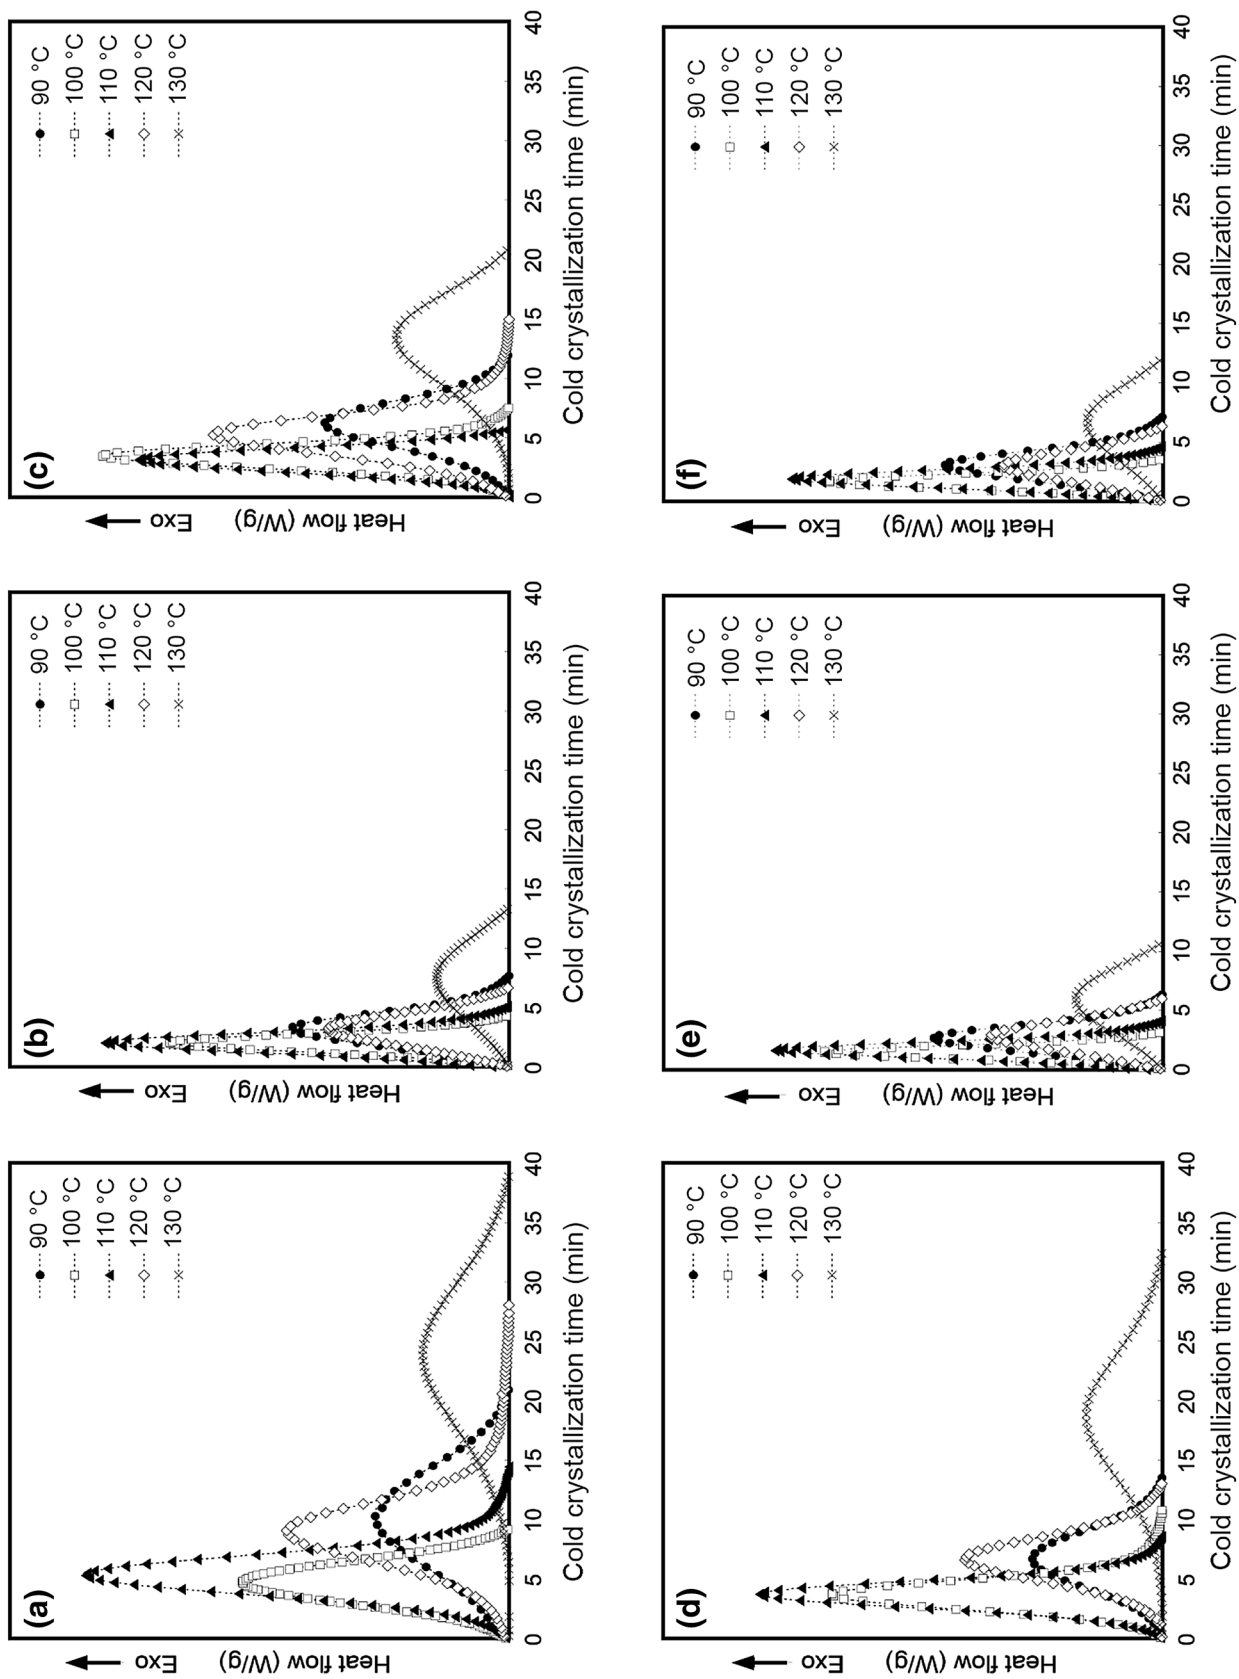 (a)
90 °C
100 °C
110 °C
120 °C
130 °C
Exo
Heat flow (W/g)
0 5 10 15 20 25 30 35 40
Cold crystallization time (min)
(b)
90 °C
100 °C
110 °C
120 °C
130 °C
Exo
Heat flow (W/g)
0 5 10 15 20 25 30 35 40
Cold crystallization time (min)
(c)
90 °C
100 °C
110 °C
120 °C
130 °C
Exo
Heat flow (W/g)
0 5 10 15 20 25 30 35 40
Cold crystallization time (min)
(d)
90 °C
100 °C
110 °C
120 °C
130 °C
Exo
Heat flow (W/g)
0 5 10 15 20 25 30 35 40
Cold crystallization time (min)
(e)
90 °C
100 °C
110 °C
120 °C
130 °C
Exo
Heat flow (W/g)
0 5 10 15 20 25 30 35 40
Cold crystallization time (min)
(f)
90 °C
100 °C
110 °C
120 °C
130 °C
Exo
Heat flow (W/g)
0 5 10 15 20 25 30 35 40
Cold crystallization time (min)